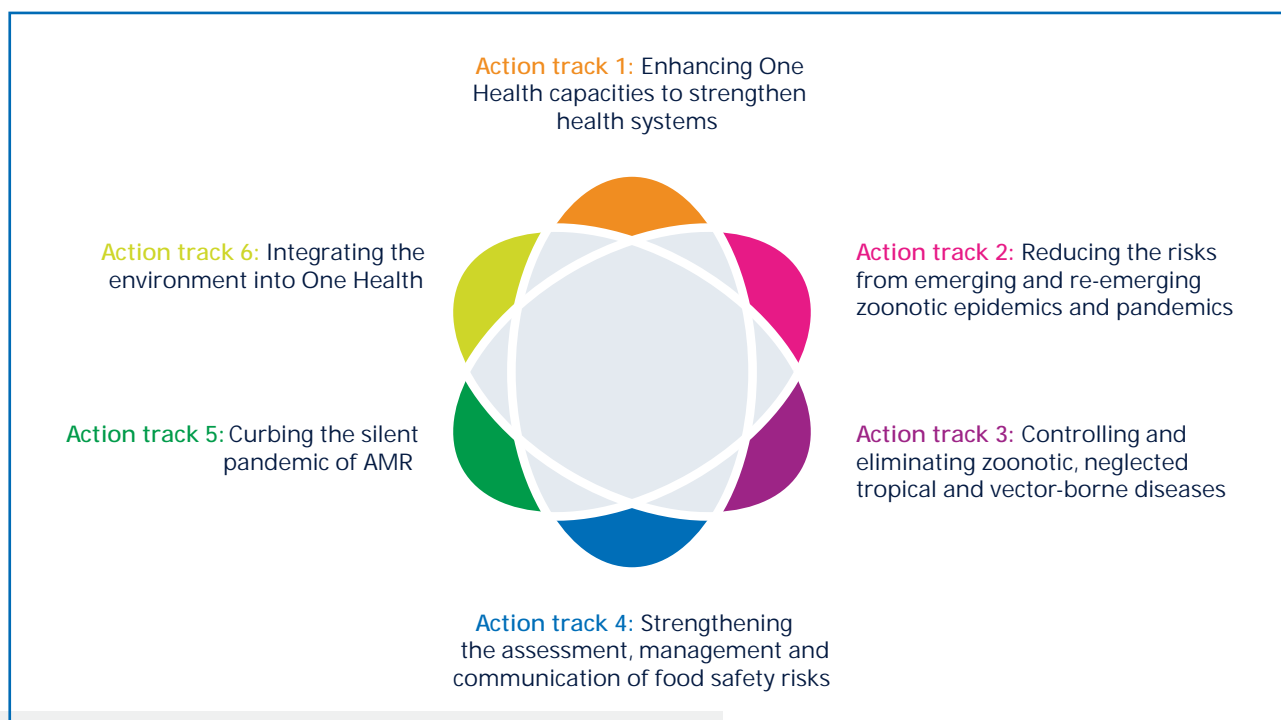 Action track 1: Enhancing One
Health capacities to strengthen
health systems
Action track 6: Integrating the
environment into One Health
Action track 2: Reducing the risks
from emerging and re-emerging
zoonotic epidemics and pandemics
Action track 5: Curbing the silent
pandemic of AMR
Action track 3: Controlling and
eliminating zoonotic, neglected
tropical and vector-borne diseases
Action track 4: Strengthening
the assessment, management and
communication of food safety risks